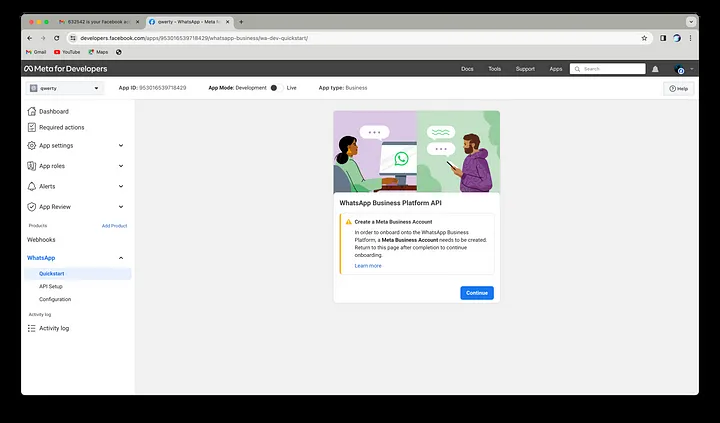 632542 is your Facebook acc
qwerty - WhatsApp - Meta f
developers.facebook.com/apps/953016539718429/whatsapp-business/wa-dev-quickstart/
Gmail YouTube Maps
Meta for Developers Docs Tools Support Apps Search
qwerty App ID: 953016539718429 App Mode: Development Live App type: Business Help
Dashboard
Required actions
App settings
App roles
Alerts
App Review
Products Add Product
Webhooks
WhatsApp
Quickstart
API Setup
Configuration
Activity log
Activity log
WhatsApp Business Platform API
Create a Meta Business Account
In order to onboard onto the WhatsApp Business
Platform, a Meta Business Account needs to be created.
Return to this page after completion to continue
onboarding.
Learn more
Continue